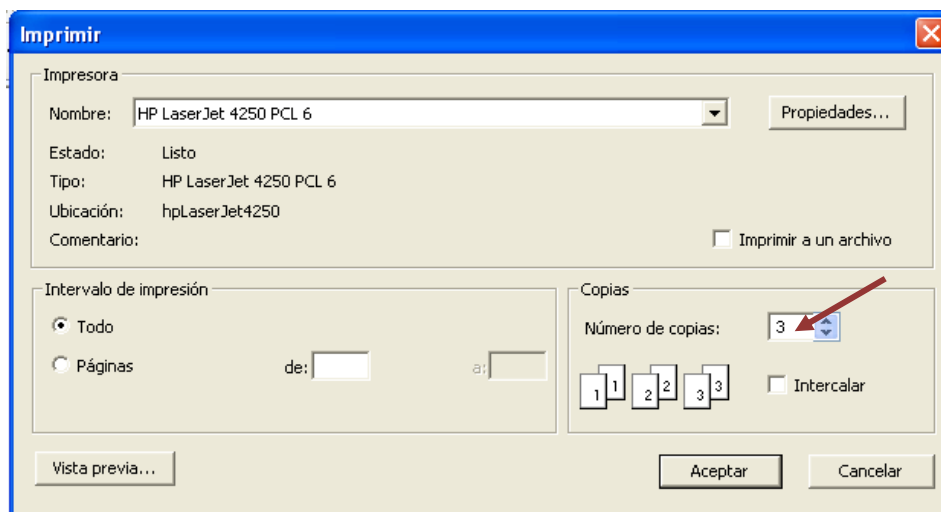 Imprimir
Impresora
Nombre: HP LaserJet 4250 PCL 6 Propiedades...
Estado: Listo
Tipo: HP LaserJet 4250 PCL 6
Ubicación: hpLaserJet4250
Comentario: Imprimir a un archivo
Intervalo de impresión
Todo
Páginas de: a:
Copias
Número de copias: 3
1 1 2 2 3 3 Intercalar
Vista previa... Aceptar Cancelar